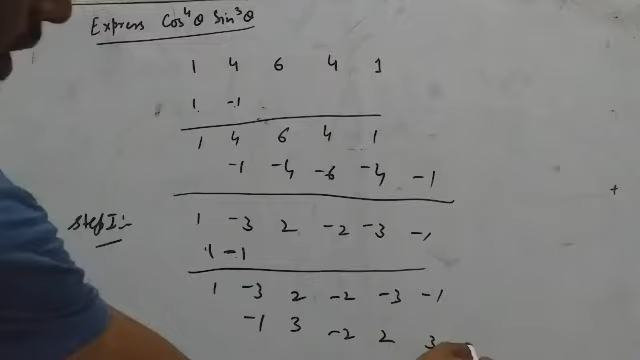 Express Cos⁴θ Sin³θ
1 4 6 4 1
1 -1
1 4 6 4 1
-1 -4 -6 -4 -1
Step I:- 1 -3 2 -2 -3 -1
1 -1
1 -3 2 -2 -3 -1
-1 3 -2 2 3